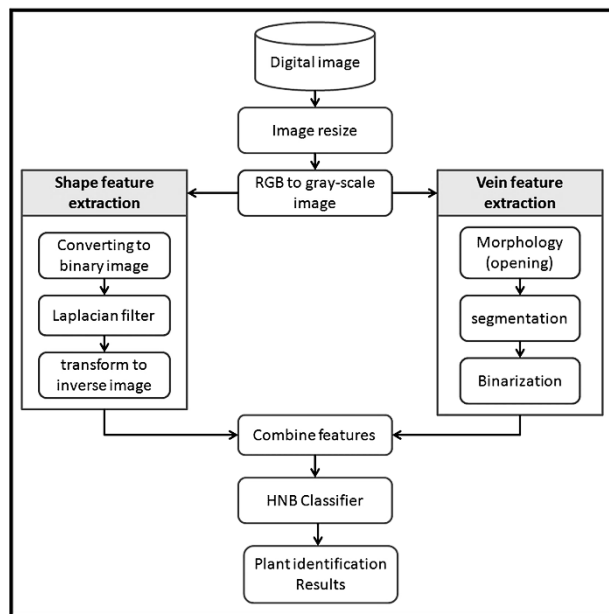 Digital image
Image resize
RGB to gray-scale
image
Shape feature
extraction
Converting to
binary image
Laplacian filter
transform to
inverse image
Vein feature
extraction
Morphology
(opening)
segmentation
Binarization
Combine features
HNB Classifier
Plant identification
Results